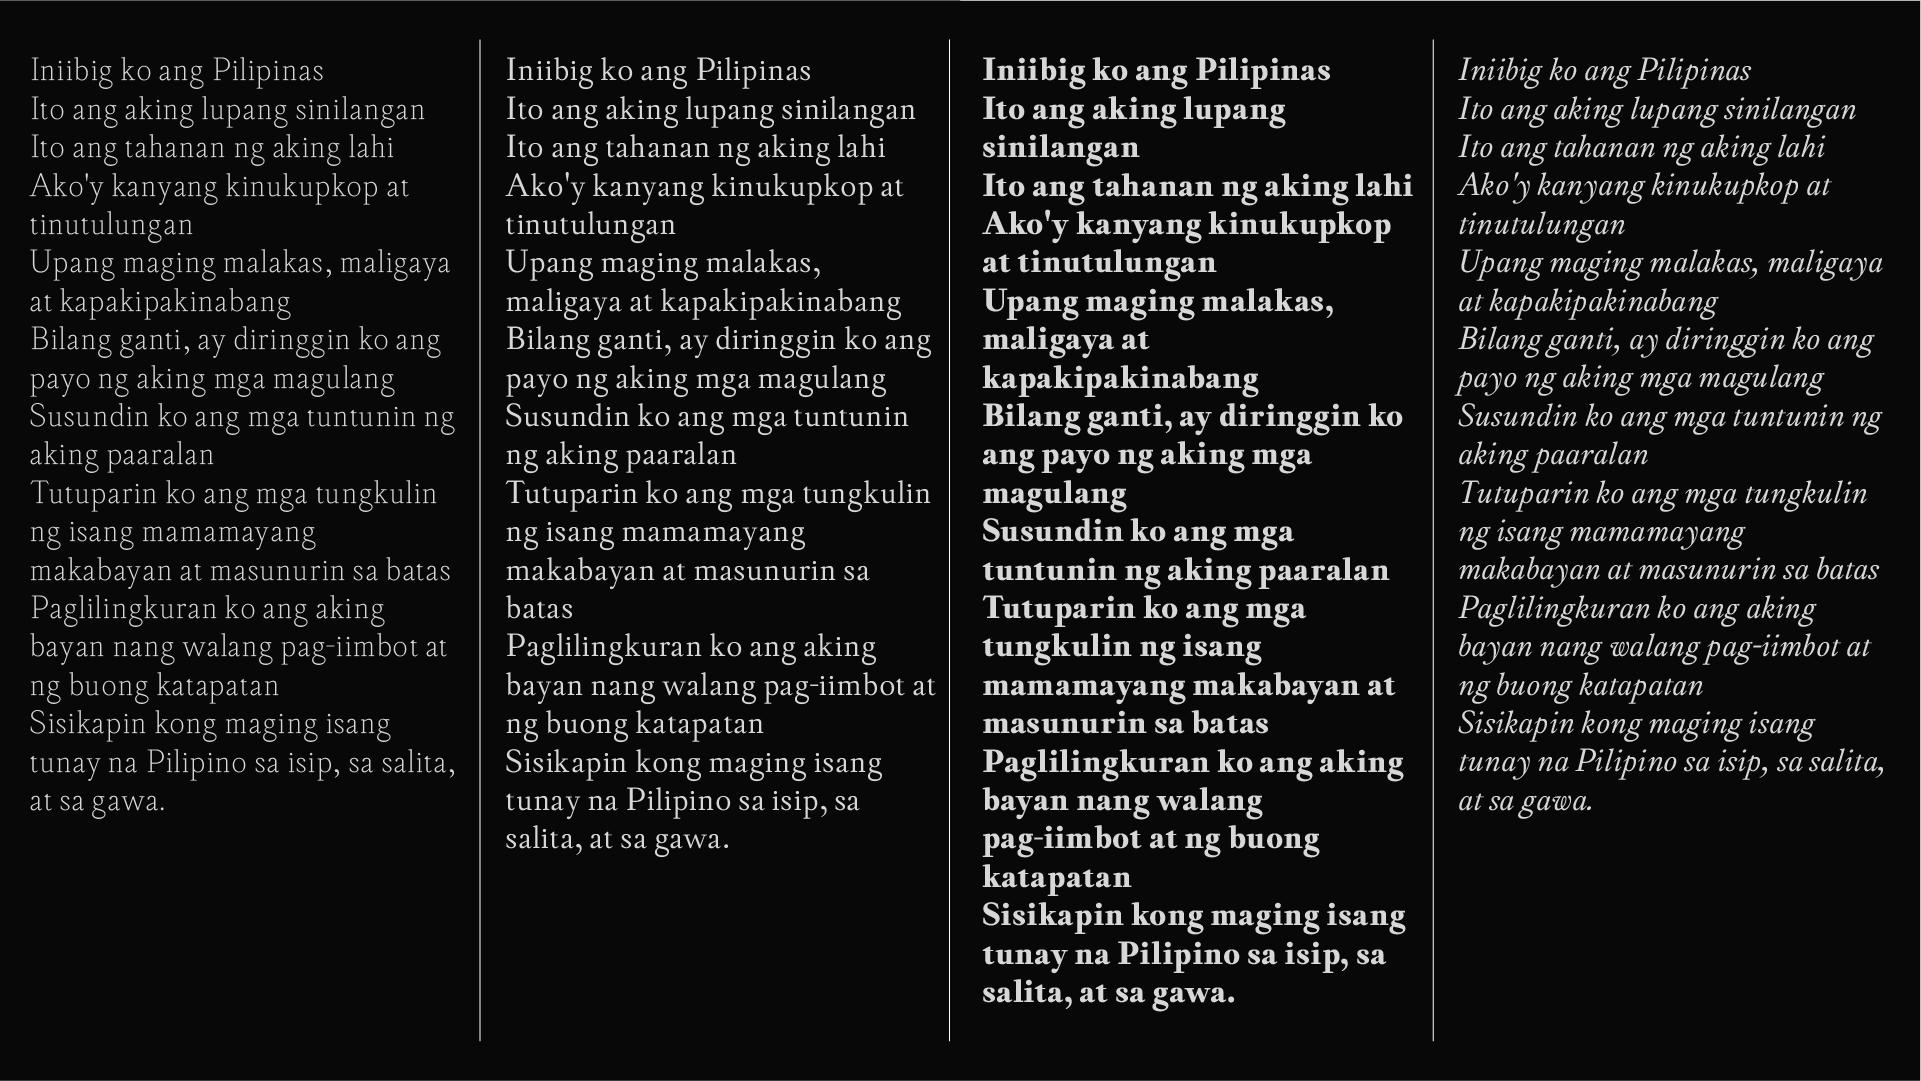 Iniibig ko ang Pilipinas
Ito ang aking lupang sinilangan
Ito ang tahanan ng aking lahi
Ako'y kanyang kinukupkop at
tinutulungan
Upang maging malakas, maligaya
at kapakipakinabang
Bilang ganti, ay diringgin ko ang
payo ng aking mga magulang
Susundin ko ang mga tuntunin ng
aking paaralan
Tutuparin ko ang mga tungkulin
ng isang mamamayang
makabayan at masunurin sa batas
Paglilingkuran ko ang aking
bayan nang walang pag-iimbot at
ng buong katapatan
Sisikapin kong maging isang
tunay na Pilipino sa isip, sa salita,
at sa gawa.
Iniibig ko ang Pilipinas
Ito ang aking lupang sinilangan
Ito ang tahanan ng aking lahi
Ako'y kanyang kinukupkop at
tinutulungan
Upang maging malakas,
maligaya at kapakipakinabang
Bilang ganti, ay diringgin ko ang
payo ng aking mga magulang
Susundin ko ang mga tuntunin
ng aking paaralan
Tutuparin ko ang mga tungkulin
ng isang mamamayang
makabayan at masunurin sa
batas
Paglilingkuran ko ang aking
bayan nang walang pag-iimbot at
ng buong katapatan
Sisikapin kong maging isang
tunay na Pilipino sa isip, sa
salita, at sa gawa.
Iniibig ko ang Pilipinas
Ito ang aking lupang
sinilangan
Ito ang tahanan ng aking lahi
Ako'y kanyang kinukupkop
at tinutulungan
Upang maging malakas,
maligaya at
kapakipakinabang
Bilang ganti, ay diringgin ko
ang payo ng aking mga
magulang
Susundin ko ang mga
tuntunin ng aking paaralan
Tutuparin ko ang mga
tungkulin ng isang
mamamayang makabayan at
masunurin sa batas
Paglilingkuran ko ang aking
bayan nang walang
pag-iimbot at ng buong
katapatan
Sisikapin kong maging isang
tunay na Pilipino sa isip, sa
salita, at sa gawa.
Iniibig ko ang Pilipinas
Ito ang aking lupang sinilangan
Ito ang tahanan ng aking lahi
Ako'y kanyang kinukupkop at
tinutulungan
Upang maging malakas, maligaya
at kapakipakinabang
Bilang ganti, ay diringgin ko ang
payo ng aking mga magulang
Susundin ko ang mga tuntunin ng
aking paaralan
Tutuparin ko ang mga tungkulin
ng isang mamamayang
makabayan at masunurin sa batas
Paglilingkuran ko ang aking
bayan nang walang pag-iimbot at
ng buong katapatan
Sisikapin kong maging isang
tunay na Pilipino sa isip, sa salita,
at sa gawa.